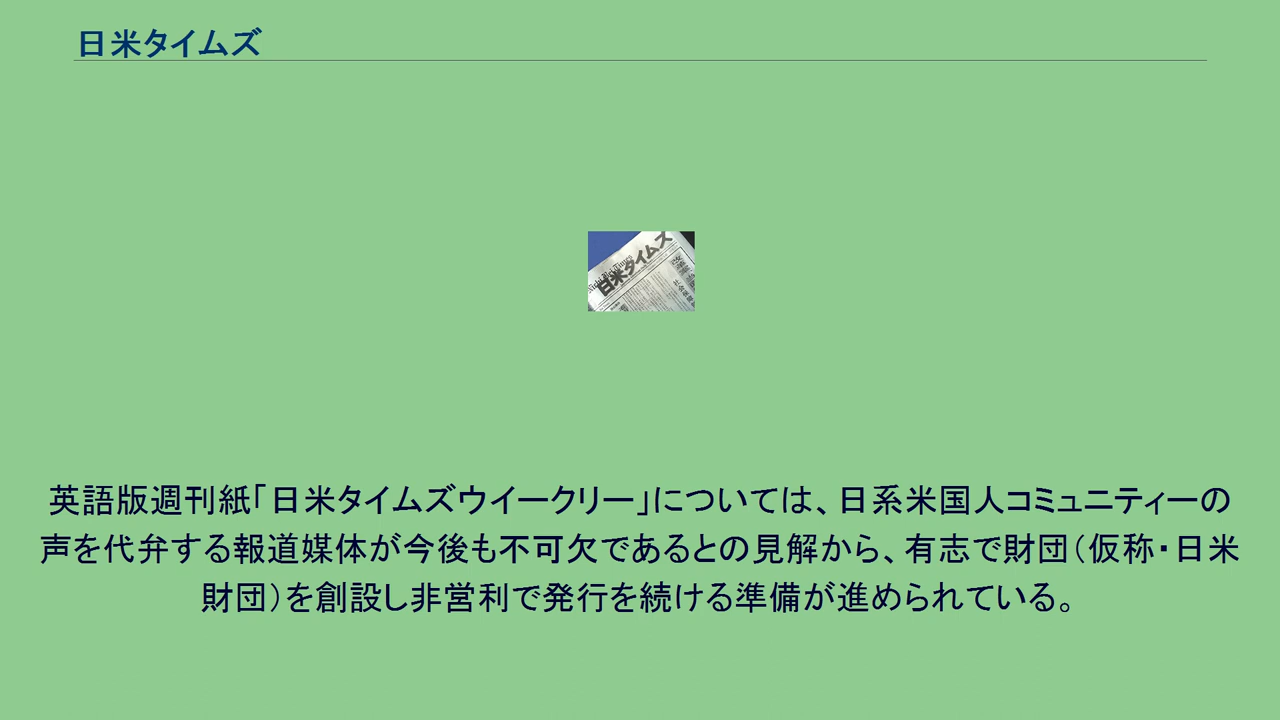 日米タイムズ
日米タイムズ
英語版週刊紙「日米タイムズウイークリー」については、日系米国人コミュニティーの
声を代弁する報道媒体が今後も不可欠であるとの見解から、有志で財団（仮称・日米
財団）を創設し非営利で発行を続ける準備が進められている。